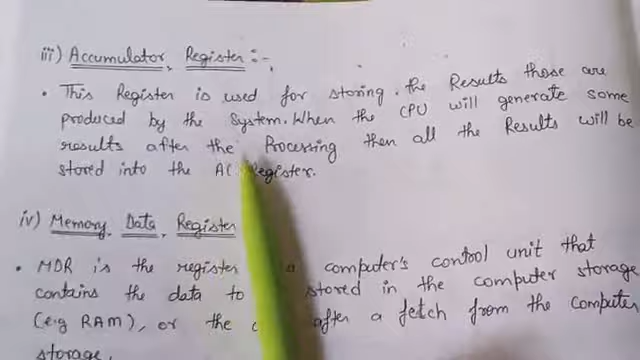 iii) Accumulator Register :-
• This Register is used for storing the Results those are
produced by the System. When the CPU will generate some
results after the Processing then all the Results will be
stored into the AC Register.
iv) Memory Data Register
• MDR is the register a computer's control unit that
contains the data to stored in the computer storage
(e.g RAM), or the after a fetch from the computer
storage.